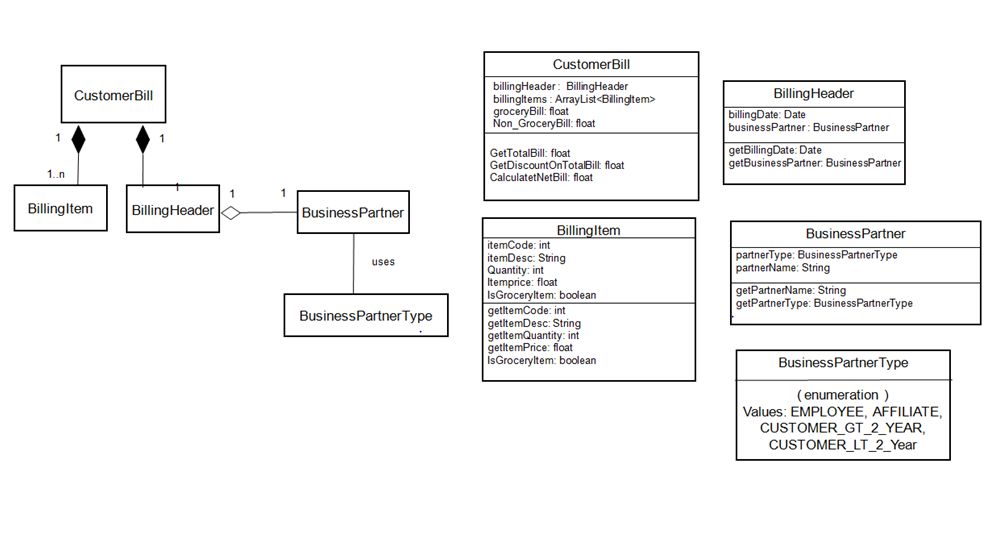 CustomerBill
1
1
1..n
1
BillingItem
BillingHeader
1
1
BusinessPartner
uses
BusinessPartnerType
CustomerBill
billingHeader : BillingHeader
billingItems : ArrayList<BillingItem>
groceryBill: float
Non_GroceryBill: float
GetTotalBill: float
GetDiscountOnTotalBill: float
CalculatetNetBill: float
BillingHeader
billingDate: Date
businessPartner : BusinessPartner
getBillingDate: Date
getBusinessPartner: BusinessPartner
BillingItem
itemCode: int
itemDesc: String
Quantity: int
Itemprice: float
IsGroceryItem: boolean
getItemCode: int
getItemDesc: String
getItemQuantity: int
getItemPrice: float
IsGroceryItem: boolean
BusinessPartner
partnerType: BusinessPartnerType
partnerName: String
getPartnerName: String
getPartnerType: BusinessPartnerType
BusinessPartnerType
( enumeration )
Values: EMPLOYEE, AFFILIATE,
CUSTOMER_GT_2_YEAR,
CUSTOMER_LT_2_Year